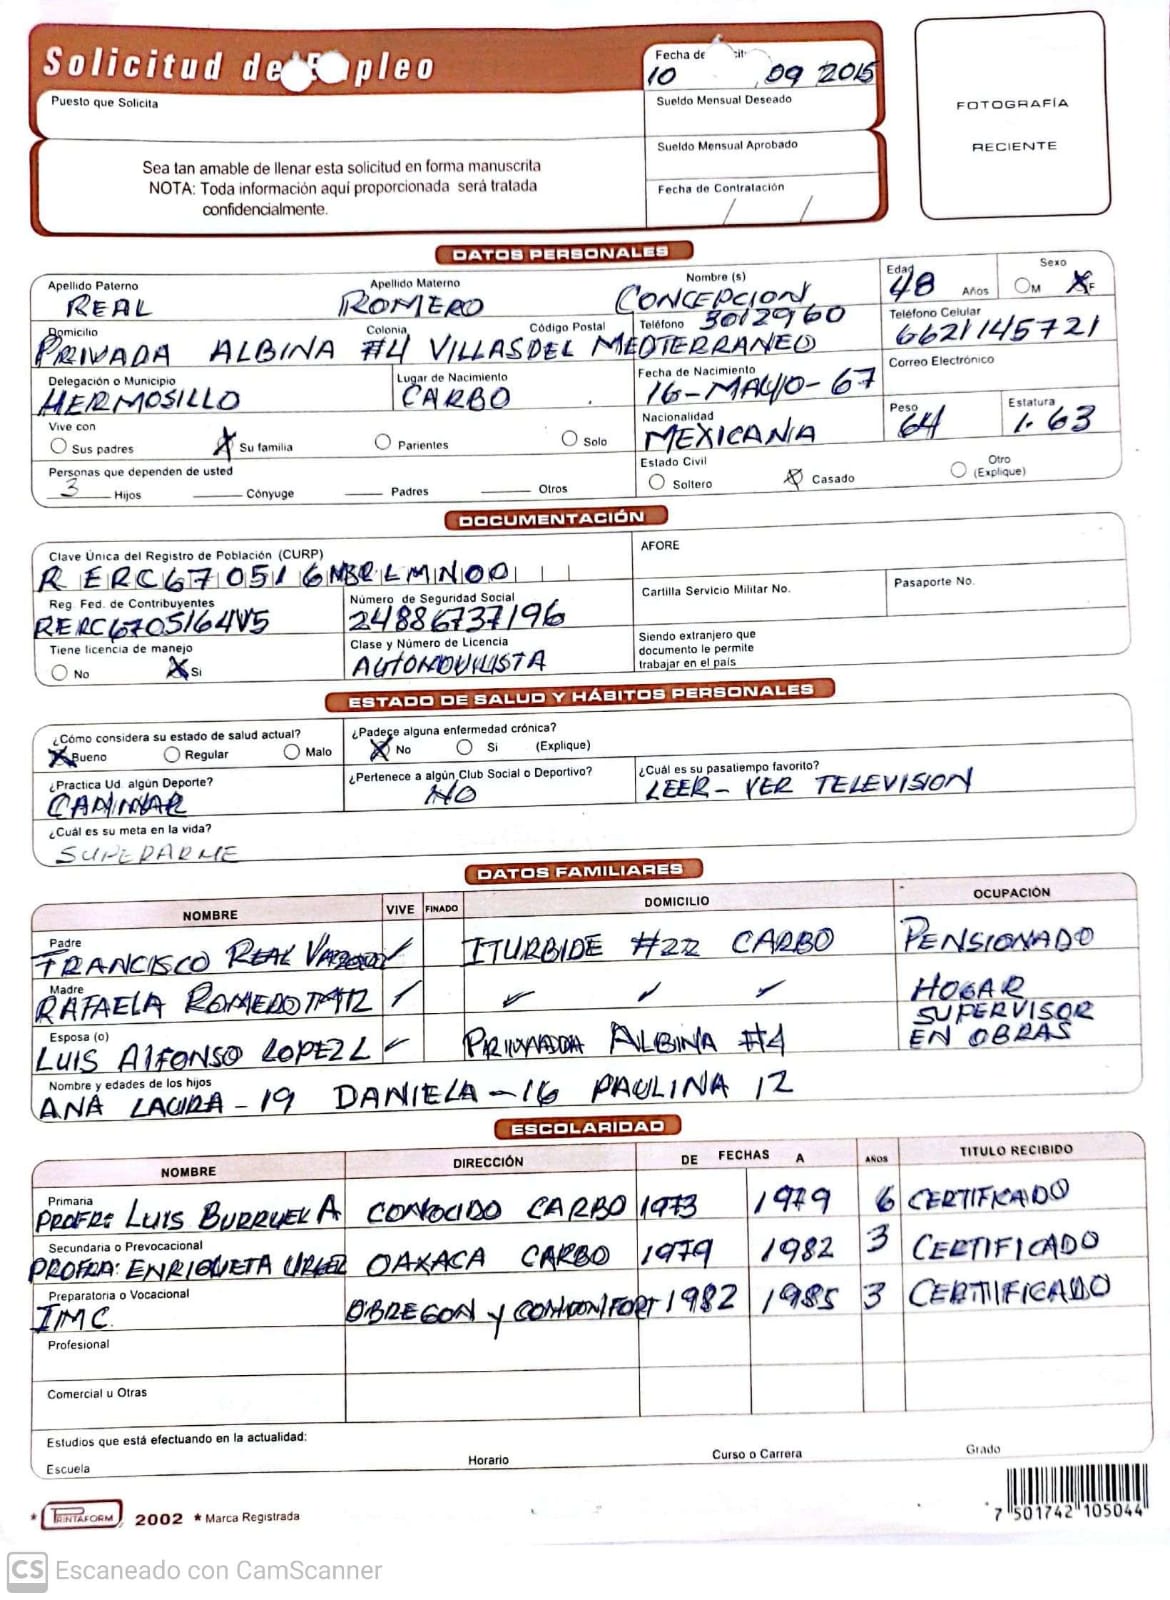 Solicitud de Empleo
Fecha de
10 09 2015
Puesto que Solicita
Sueldo Mensual Deseado
Sueldo Mensual Aprobado
Fecha de Contratación
/ /
Sea tan amable de llenar esta solicitud en forma manuscrita
NOTA: Toda información aquí proporcionada será tratada
confidencialmente.
FOTOGRAFÍA
RECIENTE
DATOS PERSONALES
Apellido Paterno Apellido Materno Nombre (s) Edad Sexo
REAL ROMERO CONCEPCION 48 Años M F
Domicilio Colonia Código Postal Teléfono 3012960 Teléfono Celular
PRIVADA ALBINA #4 VILLAS DEL MEDTERRANEO 6621145721
Delegación o Municipio Lugar de Nacimiento Fecha de Nacimiento Correo Electrónico
HERMOSILLO CARBO 16-MAYO-67
Vive con Nacionalidad Peso Estatura
Sus padres Su familia Parientes Solo MEXICANA 64 1.63
Personas que dependen de usted Estado Civil
3 Hijos Cónyuge Padres Otros Soltero Casado Otro (Explique)
DOCUMENTACIÓN
Clave Única del Registro de Población (CURP) AFORE
RERC670516MSRLMN00
Reg. Fed. de Contribuyentes Número de Seguridad Social Cartilla Servicio Militar No. Pasaporte No.
RERC6705164V5 24886737196
Tiene licencia de manejo Clase y Número de Licencia Siendo extranjero que
documento le permite
trabajar en el país
No Si AUTOMOVILISTA
ESTADO DE SALUD Y HÁBITOS PERSONALES
¿Cómo considera su estado de salud actual? ¿Padece alguna enfermedad crónica?
Bueno Regular Malo No Si (Explique)
¿Practica Ud. algún Deporte? ¿Pertenece a algún Club Social o Deportivo? ¿Cuál es su pasatiempo favorito?
CAMINAR NO LEER - VER TELEVISION
¿Cuál es su meta en la vida?
SUPERARME
DATOS FAMILIARES
NOMBRE VIVE FINADO DOMICILIO OCUPACIÓN
Padre
FRANCISCO REAL ✓ ITURBIDE #22 CARBO PENSIONADO
Madre
RAFAELA ROMERO ✓ ✓ ✓ ✓ HOGAR
Esposa (o) SUPERVISOR
LUIS AlFONSO LOPEZ L ✓ PRIVADA ALBINA #4 EN OBRAS
Nombre y edades de los hijos
ANA LAURA - 19 DANIELA - 16 PAULINA 12
ESCOLARIDAD
NOMBRE DIRECCIÓN DE FECHAS A AÑOS TITULO RECIBIDO
Primaria
PROFR: LUIS BURRUEL A CONOCIDO CARBO 1973 1979 6 CERTIFICADO
Secundaria o Prevocacional
PROFRA: ENRIQUETA OAXACA CARBO 1979 1982 3 CERTIFICADO
Preparatoria o Vocacional
IMC. OBREGON y COMONFORT 1982 1985 3 CERTIFICADO
Profesional
Comercial u Otras
Estudios que está efectuando en la actualidad:
Escuela Horario Curso o Carrera Grado
* PRINTAFORM 2002 * Marca Registrada
7 501742 105044
CS Escaneado con CamScanner